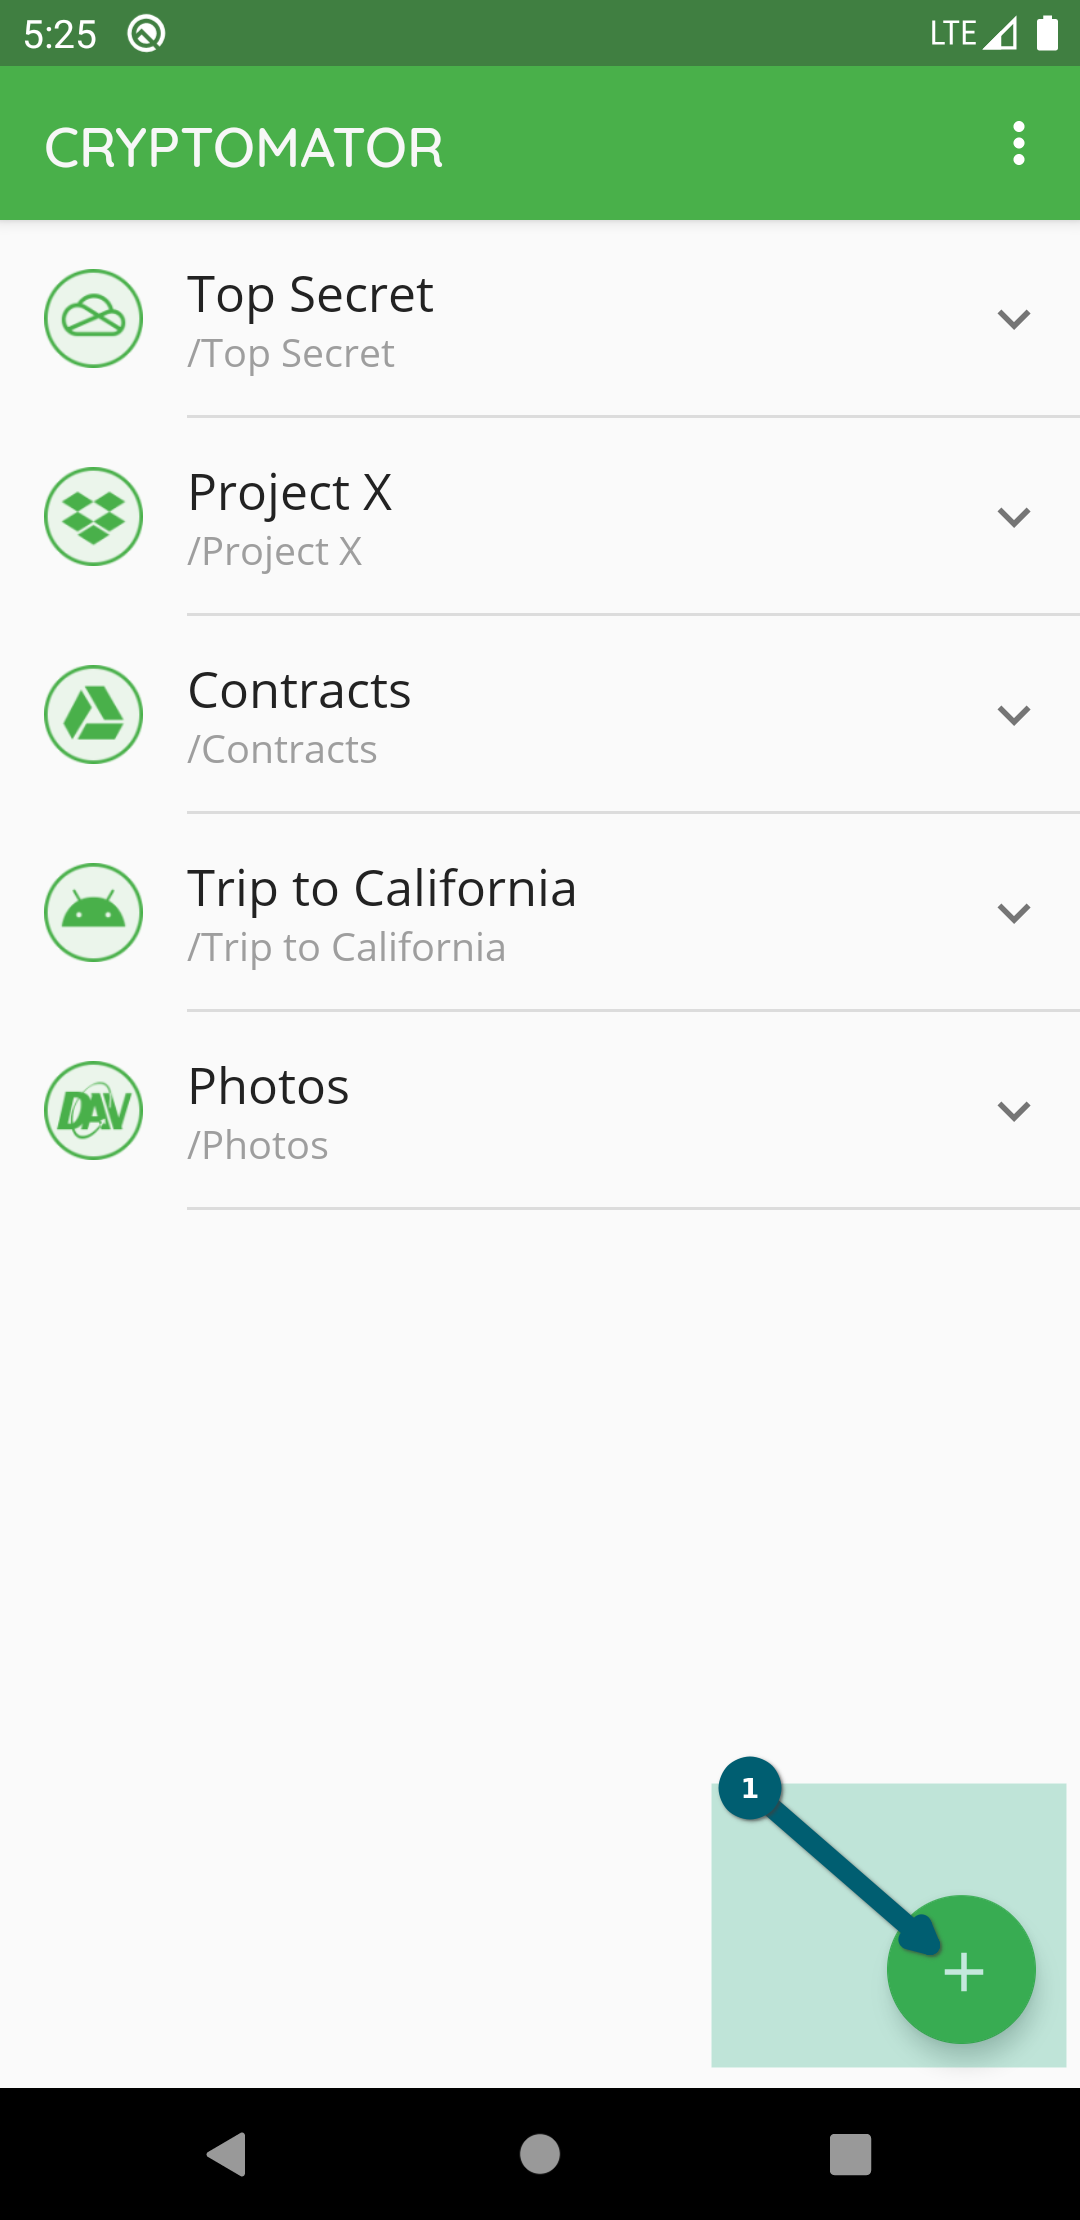 5:25 LTE
CRYPTOMATOR
Top Secret
/Top Secret
Project X
/Project X
Contracts
/Contracts
Trip to California
/Trip to California
DAV
Photos
/Photos
1